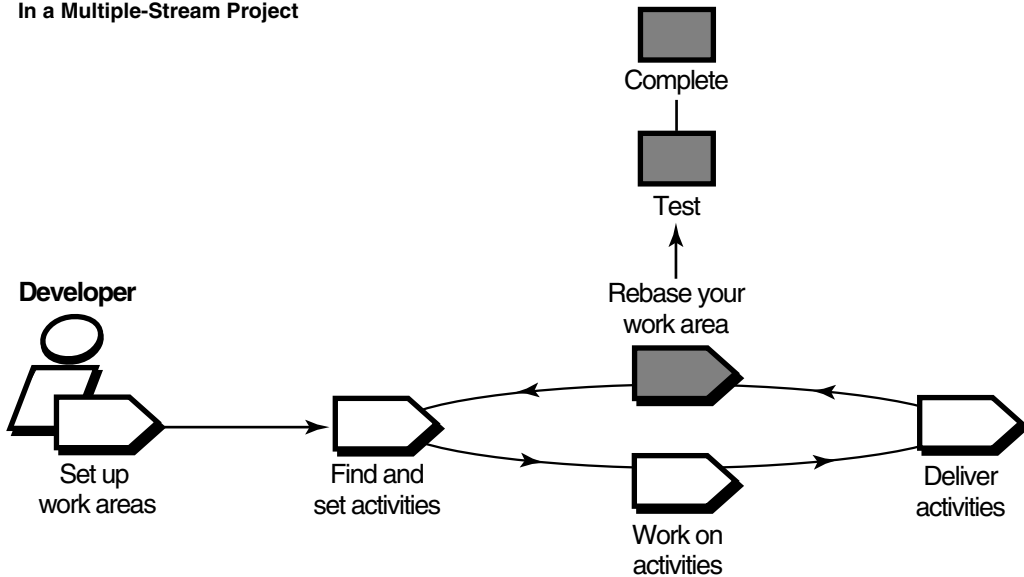 In a Multiple-Stream Project
Complete
Test
Rebase your
work area
Developer
Set up
work areas
Find and
set activities
Work on
activities
Deliver
activities